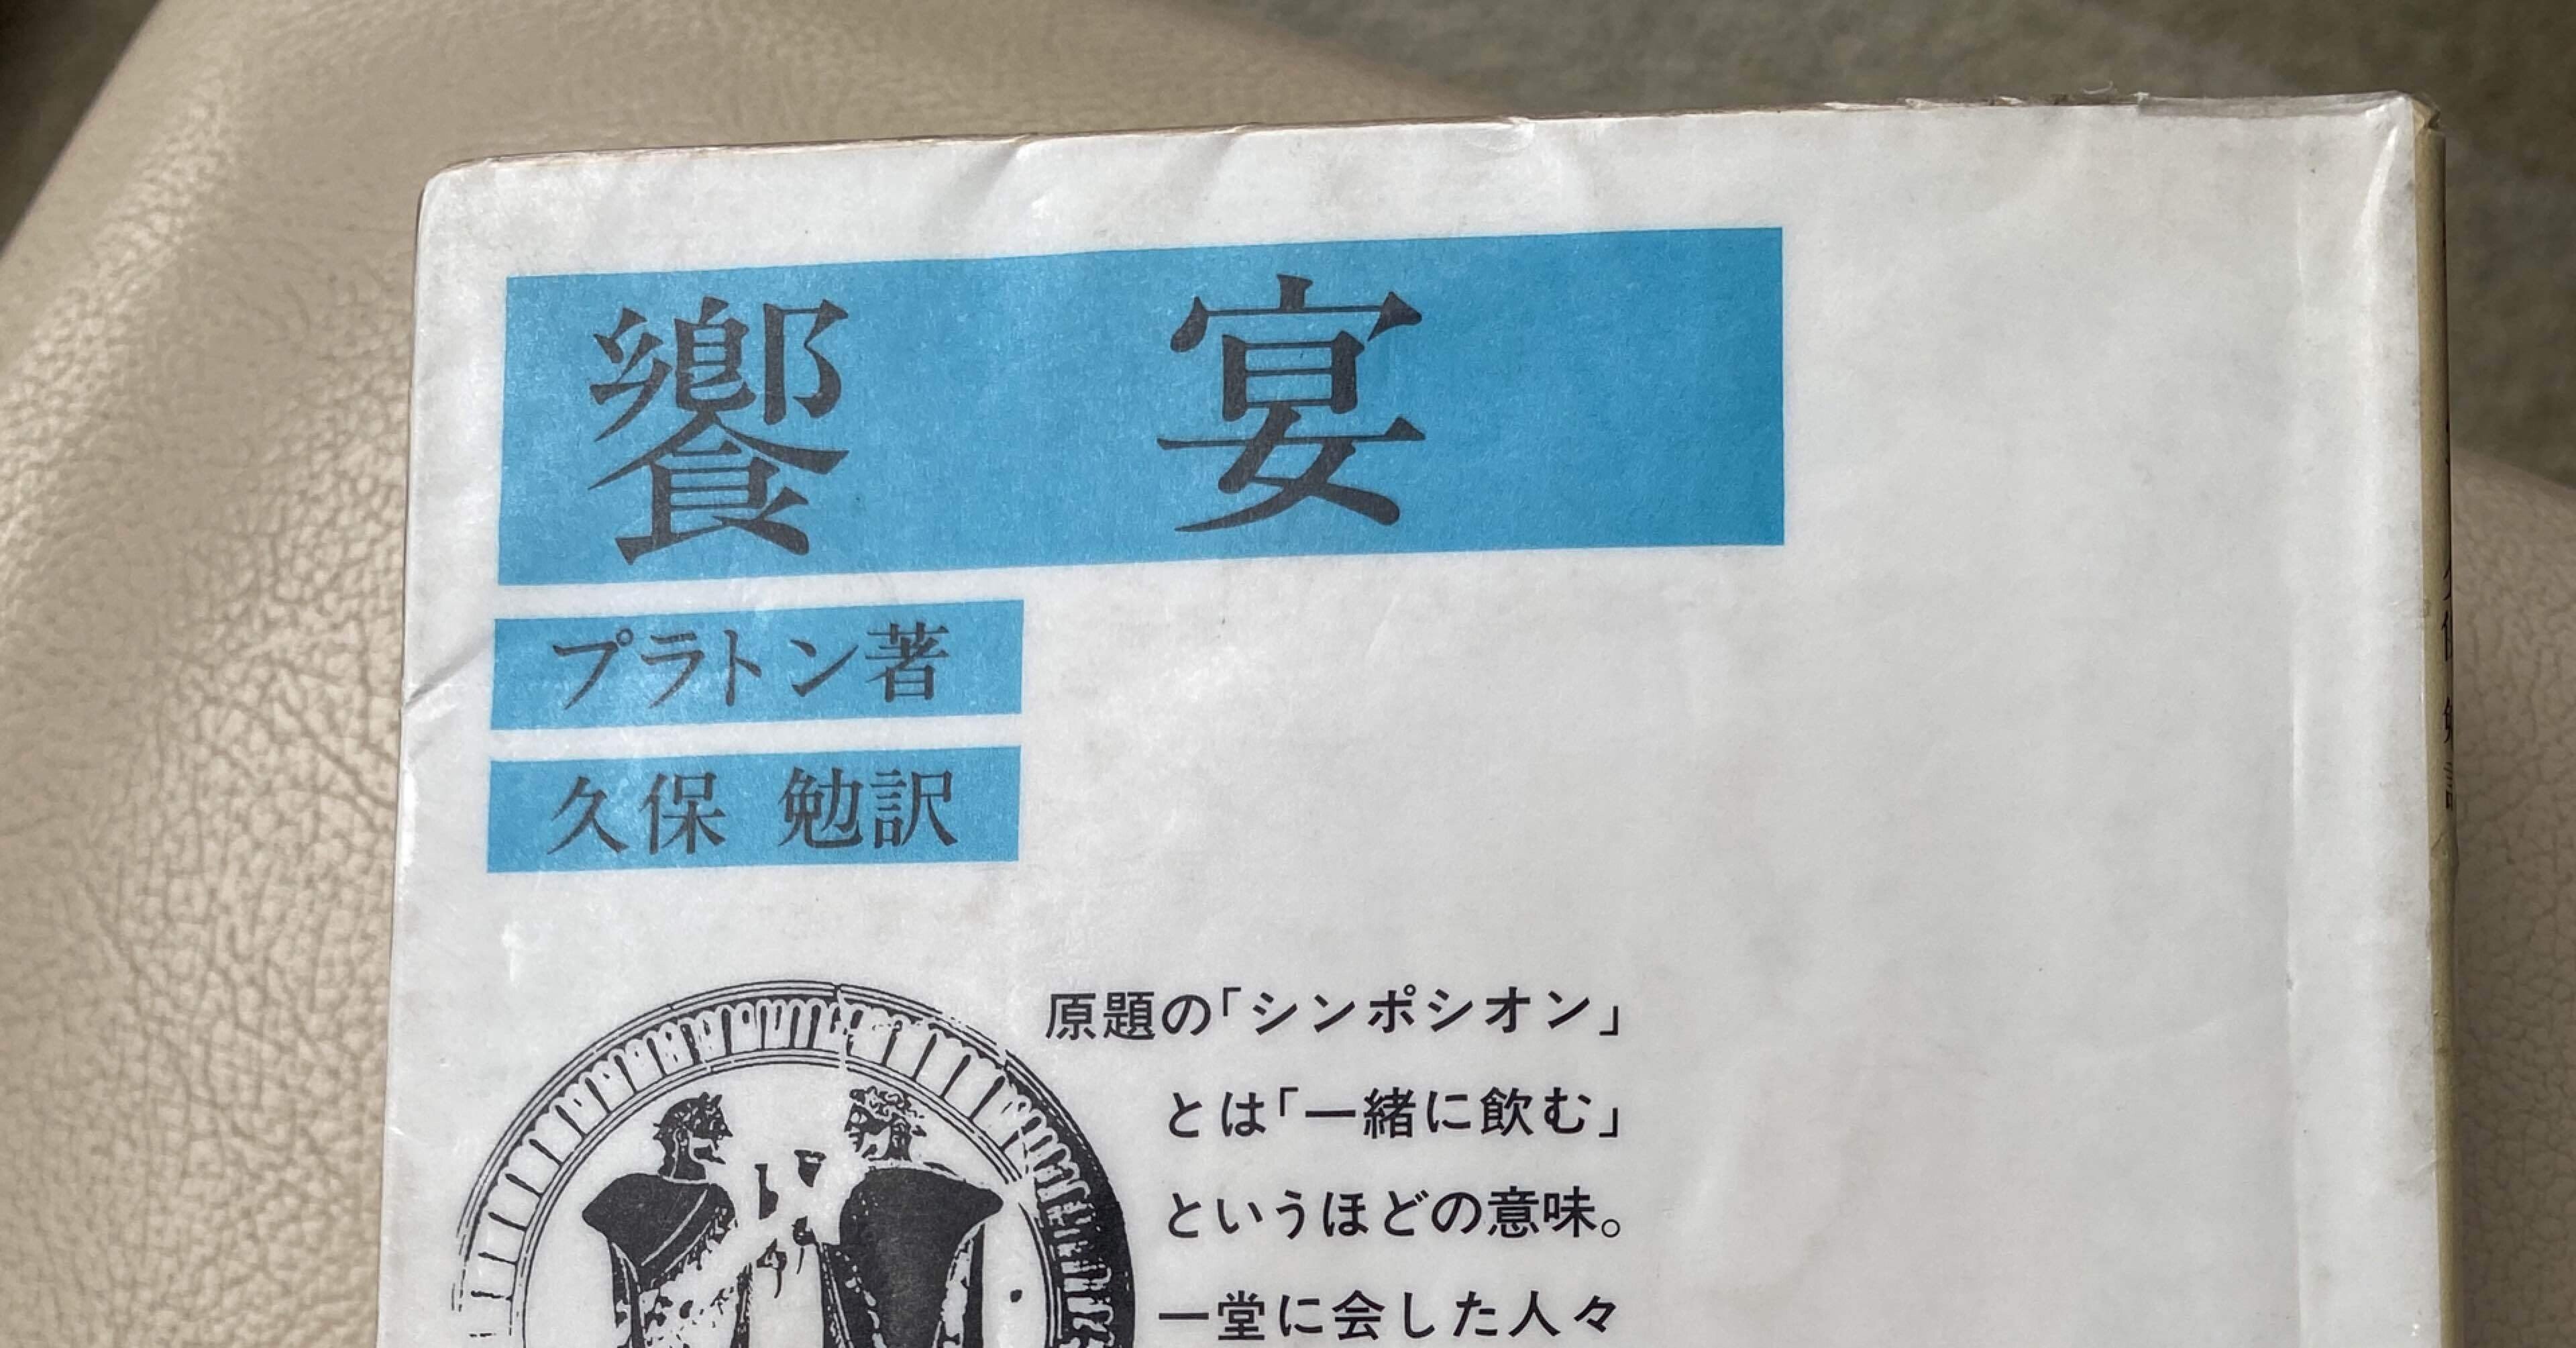 饗宴
プラトン著
久保 勉訳
原題の「シンポシオン」
とは「一緒に飲む」
というほどの意味。
一堂に会した人々